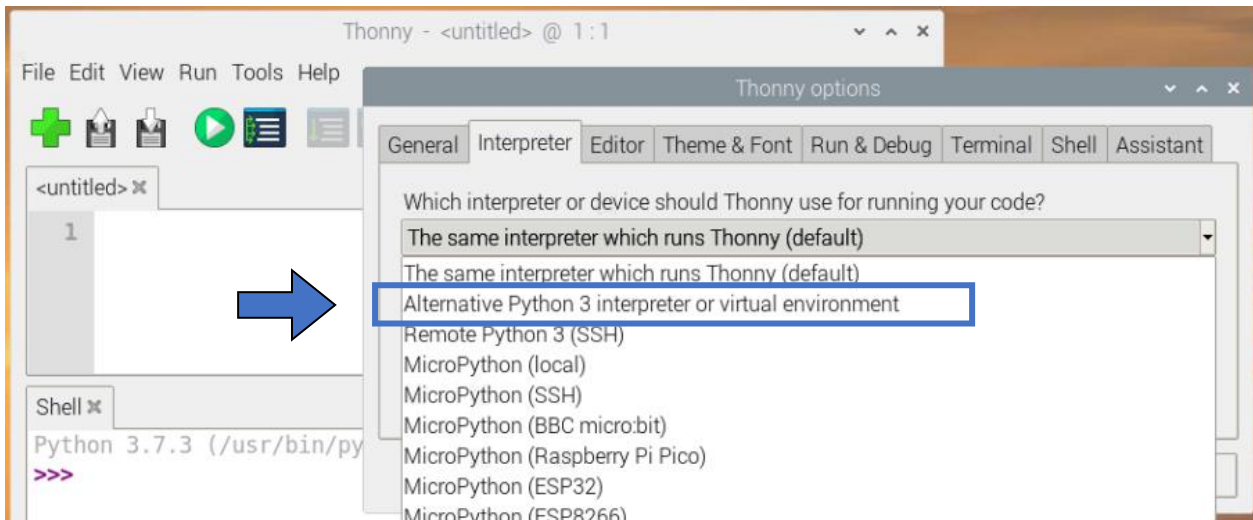 Thonny - <untitled> @ 1:1
File Edit View Run Tools Help
Thonny options
General Interpreter Editor Theme & Font Run & Debug Terminal Shell Assistant
<untitled>
1
Which interpreter or device should Thonny use for running your code?
The same interpreter which runs Thonny (default)
The same interpreter which runs Thonny (default)
Alternative Python 3 interpreter or virtual environment
Remote Python 3 (SSH)
MicroPython (local)
MicroPython (SSH)
MicroPython (BBC micro:bit)
MicroPython (Raspberry Pi Pico)
MicroPython (ESP32)
MicroPython (ESP8266)
Shell
Python 3.7.3 (/usr/bin/py
>>>